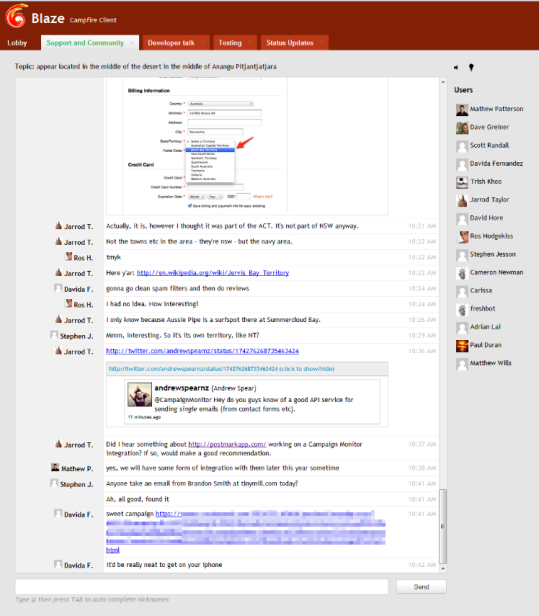 Blaze Campfire Client
Lobby
Support and Community
Developer talk
Testing
Status Updates
Topic: appear located in the middle of the desert in the middle of Anangu Pitjantjatjara
Users
Billing Information
Country: * Australia
Address: *
Address:
City: *
State/Territory: * Select a Territory
Australian Capital Territory
Jervis Bay Territory
New South Wales
Northern Territory
Queensland
South Australia
Tasmania
Victoria
Western Australia
Postal Code:
Credit Card
Credit Card: *
Credit Card Number: *
Expiration Date: * Month Year What's this?
Save billing and payment info for easy ordering
Jarrod T. Actually, it is, however I thought it was part of the ACT. It's not part of NSW anyway. 10:21 AM
Jarrod T. Not the towns etc in the area - they're nsw - but the navy area. 10:22 AM
Ros H. tmyk 10:22 AM
Jarrod T. Here y'ar: http://en.wikipedia.org/wiki/Jervis_Bay_Territory 10:22 AM
Davida F. gonna go clean spam filters and then do reviews 10:24 AM
Ros H. I had no idea. How interesting! 10:24 AM
Jarrod T. I only know because Aussie Pipe is a surfspot there at Summercloud Bay. 10:26 AM
Stephen J. Mmm, interesting. So it's its own territory, like NT? 10:29 AM
Jarrod T. http://twitter.com/andrewspearnz/status/174276268735463424 10:36 AM
http://twitter.com/andrewspearnz/status/174276268735463424 (click to show/hide)
andrewspearnz (Andrew Spear)
@CampaignMonitor Hey do you guys know of a good API service for
sending single emails (from contact forms etc).
11 minutes ago
Jarrod T. Did I hear something about http://postmarkapp.com/ working on a Campaign Monitor 10:37 AM
integration? If so, would make a good recommendation.
Mathew P. yes, we will have some form of integration with them later this year sometime 10:38 AM
Stephen J. Anyone take an email from Brandon Smith at tinymill.com today? 10:41 AM
Ah, all good, found it 10:41 AM
Davida F. sweet campaign https:// 10:41 AM
html
Davida F. It'd be really neat to get on your iphone 10:42 AM
Mathew Patterson
Dave Greiner
Scott Randall
Davida Fernandez
Trish Khoo
Jarrod Taylor
David Hore
Ros Hodgekiss
Stephen Jesson
Cameron Newman
Carissa
freshbot
Adrian Lai
Paul Duran
Matthew Wills
Send
Type @ then press TAB to auto-complete nicknames